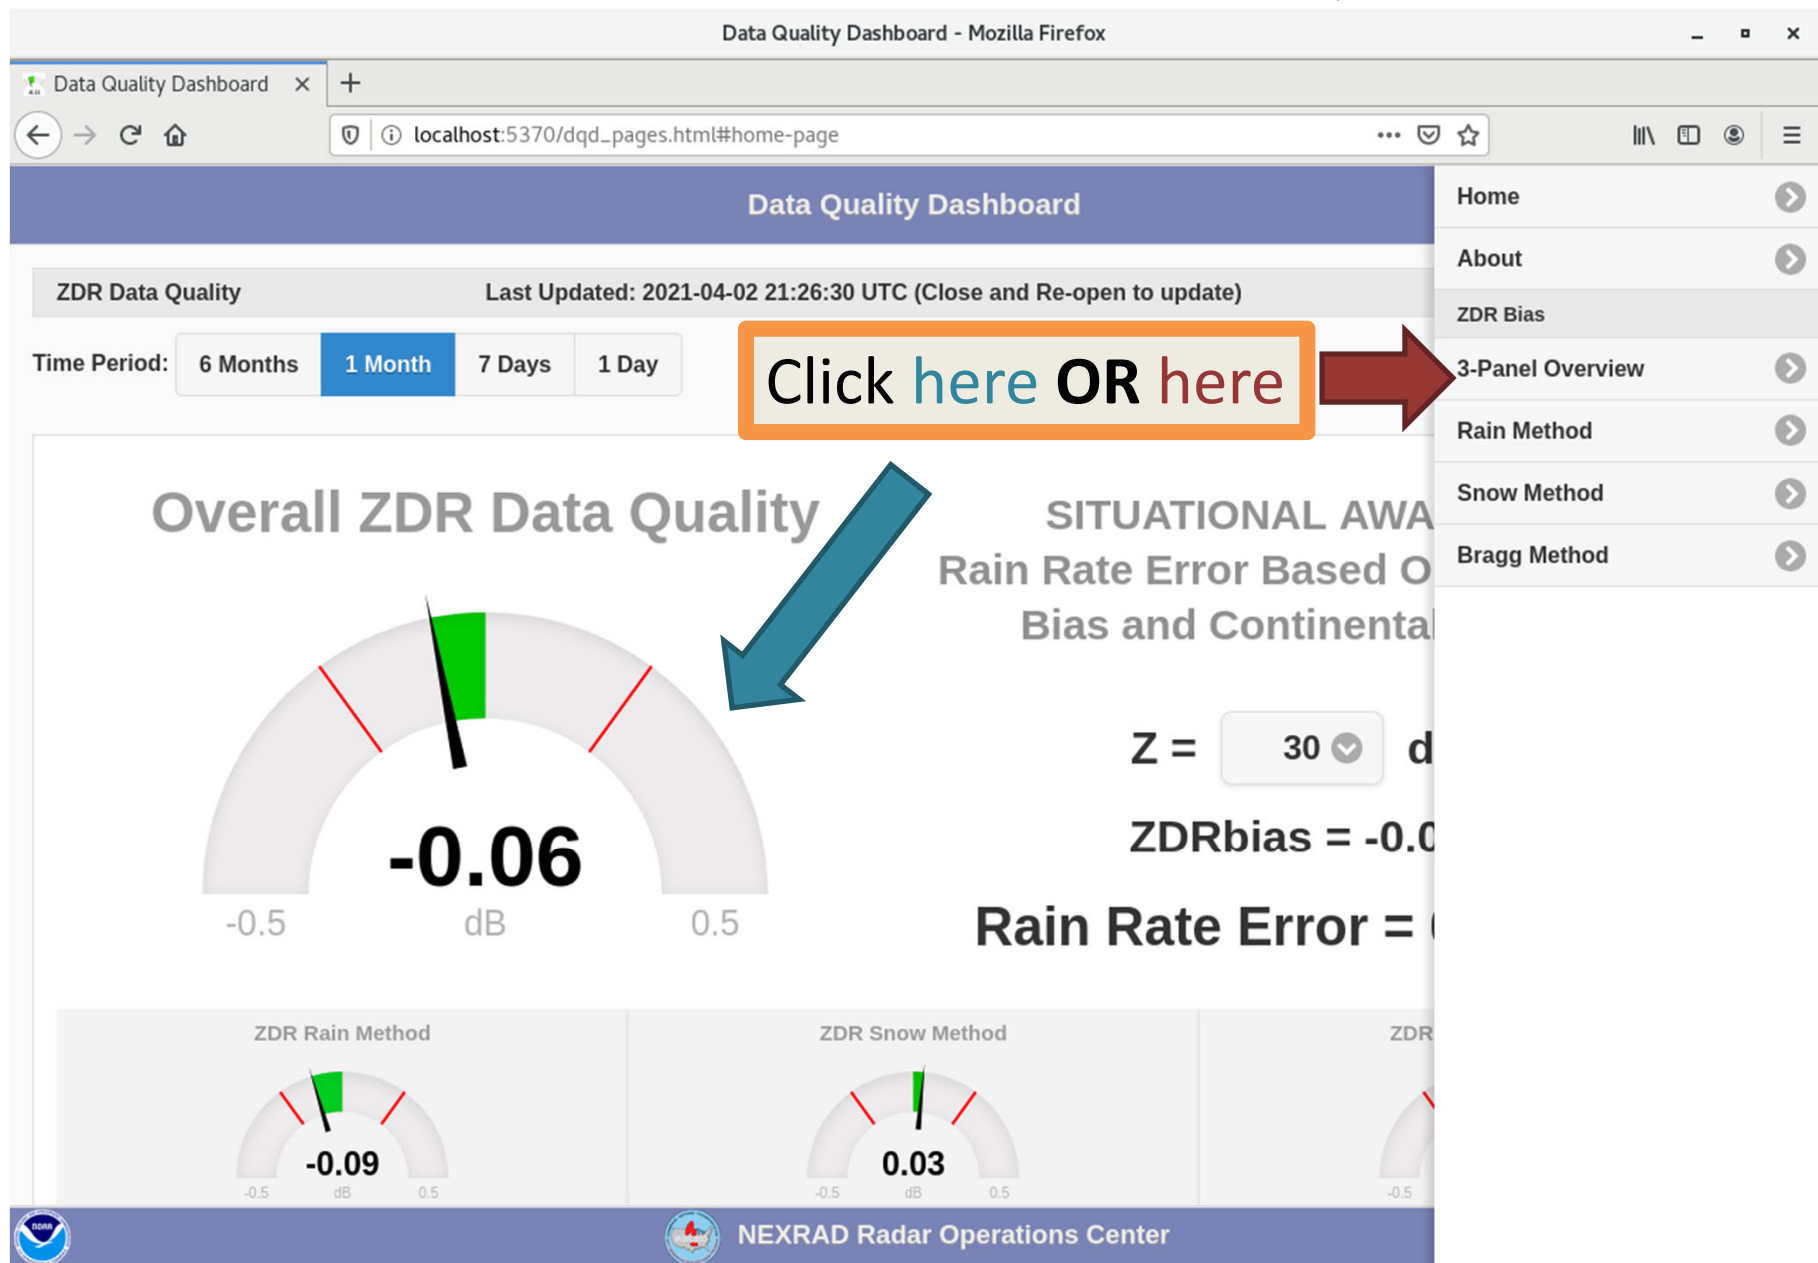 Data Quality Dashboard - Mozilla Firefox
Data Quality Dashboard
localhost:5370/dqd_pages.html#home-page
Data Quality Dashboard
Home
About
ZDR Bias
3-Panel Overview
Rain Method
Snow Method
Bragg Method
ZDR Data Quality Last Updated: 2021-04-02 21:26:30 UTC (Close and Re-open to update)
Time Period: 6 Months 1 Month 7 Days 1 Day
Click here OR here
Overall ZDR Data Quality
-0.06
-0.5 dB 0.5
SITUATIONAL AWA
Rain Rate Error Based O
Bias and Continental
Z = 30 d
ZDRbias = -0.0
Rain Rate Error =
ZDR Rain Method
-0.09
-0.5 dB 0.5
ZDR Snow Method
0.03
-0.5 dB 0.5
ZDR
-0.5
NOAA
NEXRAD Radar Operations Center